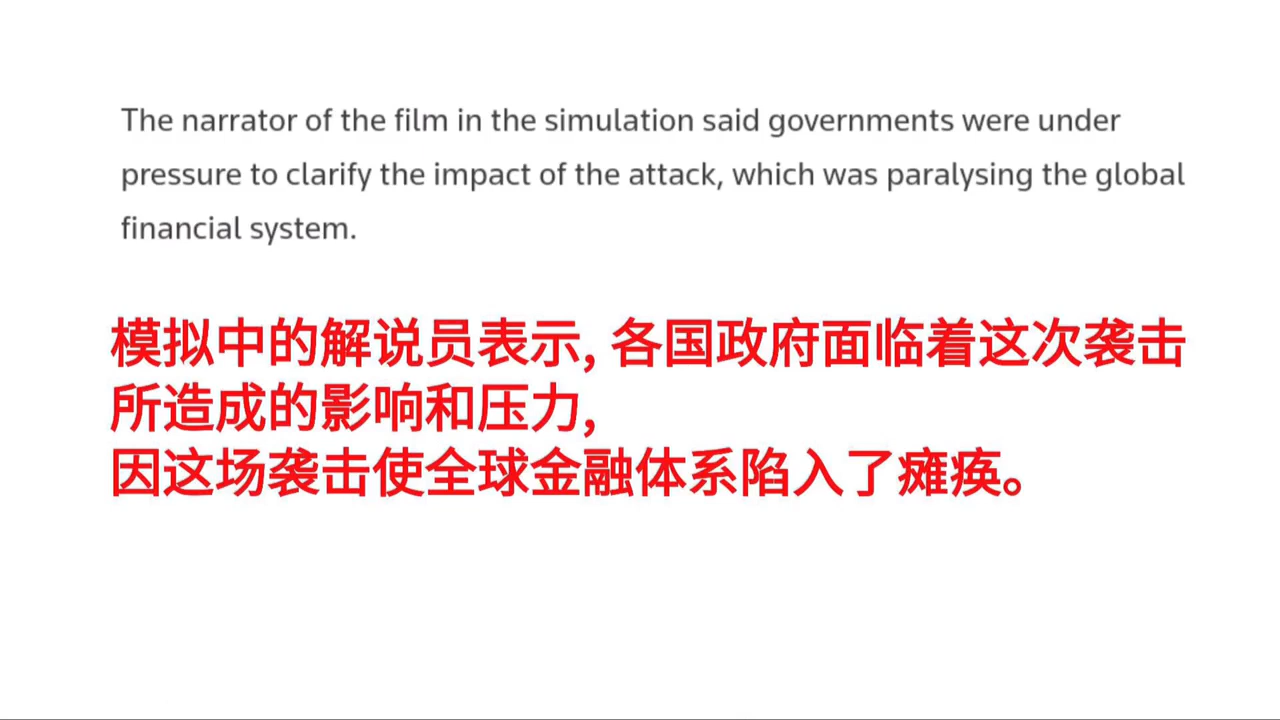 The narrator of the film in the simulation said governments were under
pressure to clarify the impact of the attack, which was paralysing the global
financial system.
模拟中的解说员表示, 各国政府面临着这次袭击
所造成的影响和压力,
因这场袭击使全球金融体系陷入了瘫痪。